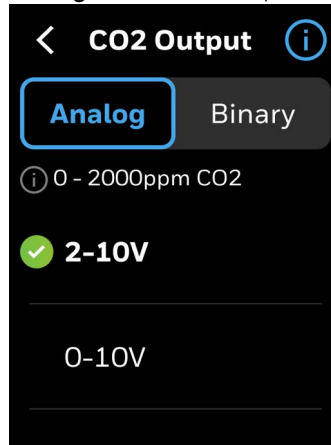 CO2 Output
Analog Binary
0 - 2000ppm CO2
2-10V
0-10V